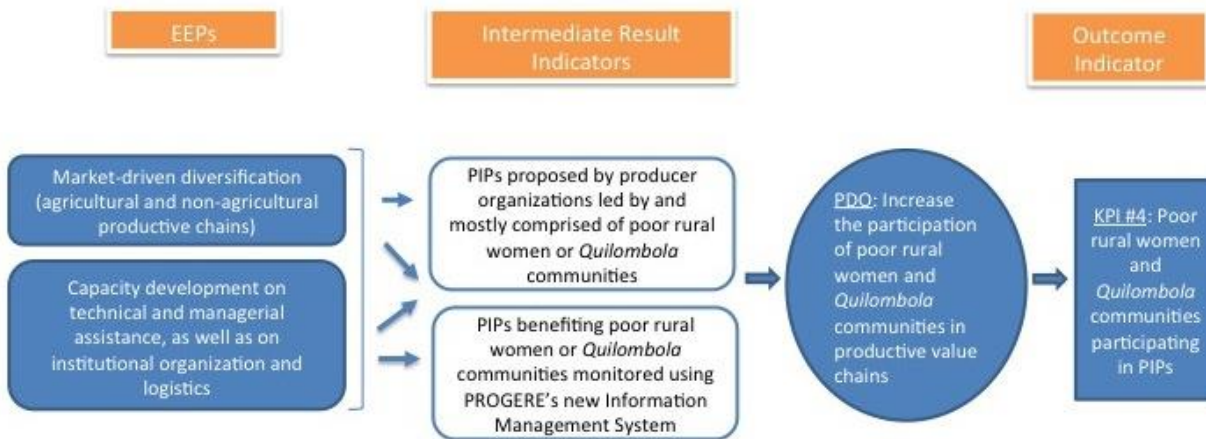 EEPs
Intermediate Result
Indicators
Outcome
Indicator
Market-driven diversification
(agricultural and non-agricultural
productive chains)
Capacity development on
technical and managerial
assistance, as well as on
institutional organization and
logistics
PIPs proposed by producer
organizations led by and
mostly comprised of poor rural
women or Quilombola
communities
PIPs benefiting poor rural
women or Quilombola
communities monitored using
PROGERE's new Information
Management System
PDO: Increase
the participation
of poor rural
women and
Quilombola
communities in
productive value
chains
KPI #4: Poor
rural women
and
Quilombola
communities
participating
in PIPs